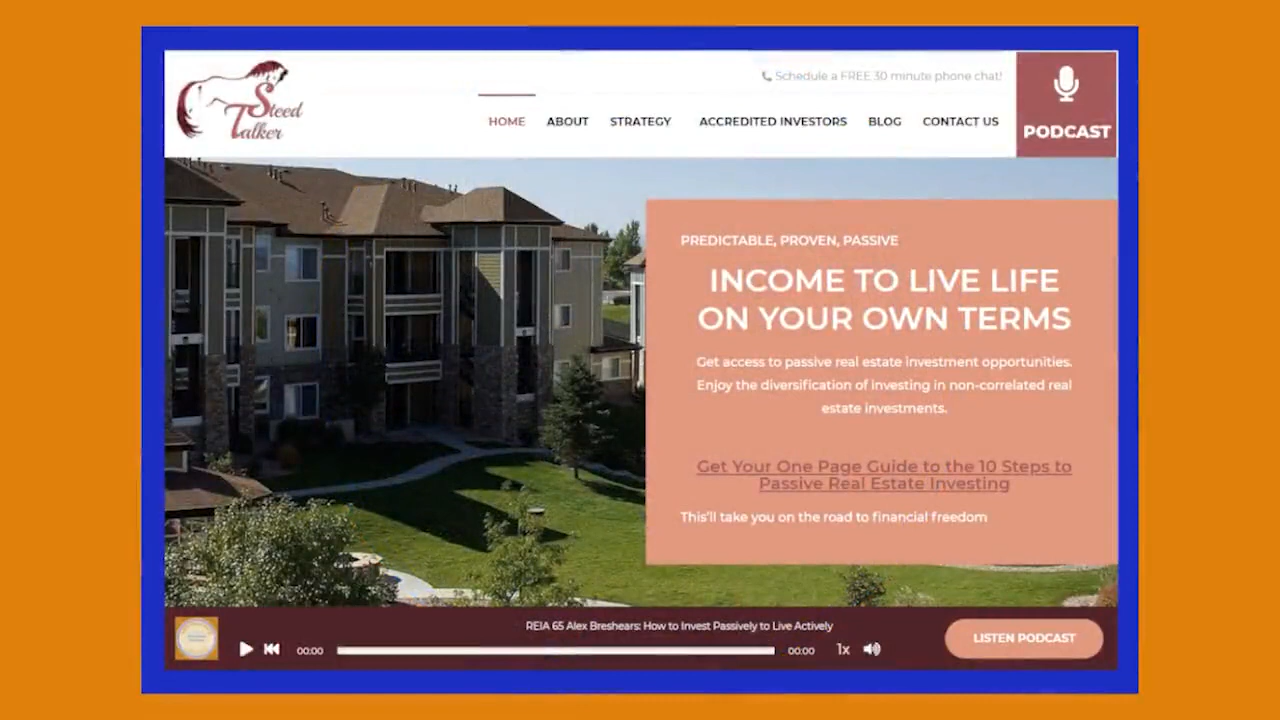 Steed
Talker
Schedule a FREE 30 minute phone chat!
PODCAST
HOME
ABOUT
STRATEGY
ACCREDITED INVESTORS
BLOG
CONTACT US
PREDICTABLE, PROVEN, PASSIVE
INCOME TO LIVE LIFE
ON YOUR OWN TERMS
Get access to passive real estate investment opportunities.
Enjoy the diversification of investing in non-correlated real
estate investments.
Get Your One Page Guide to the 10 Steps to
Passive Real Estate Investing
This'll take you on the road to financial freedom
REIA 65 Alex Breshears: How to Invest Passively to Live Actively
00:00
00:00
1x
LISTEN PODCAST